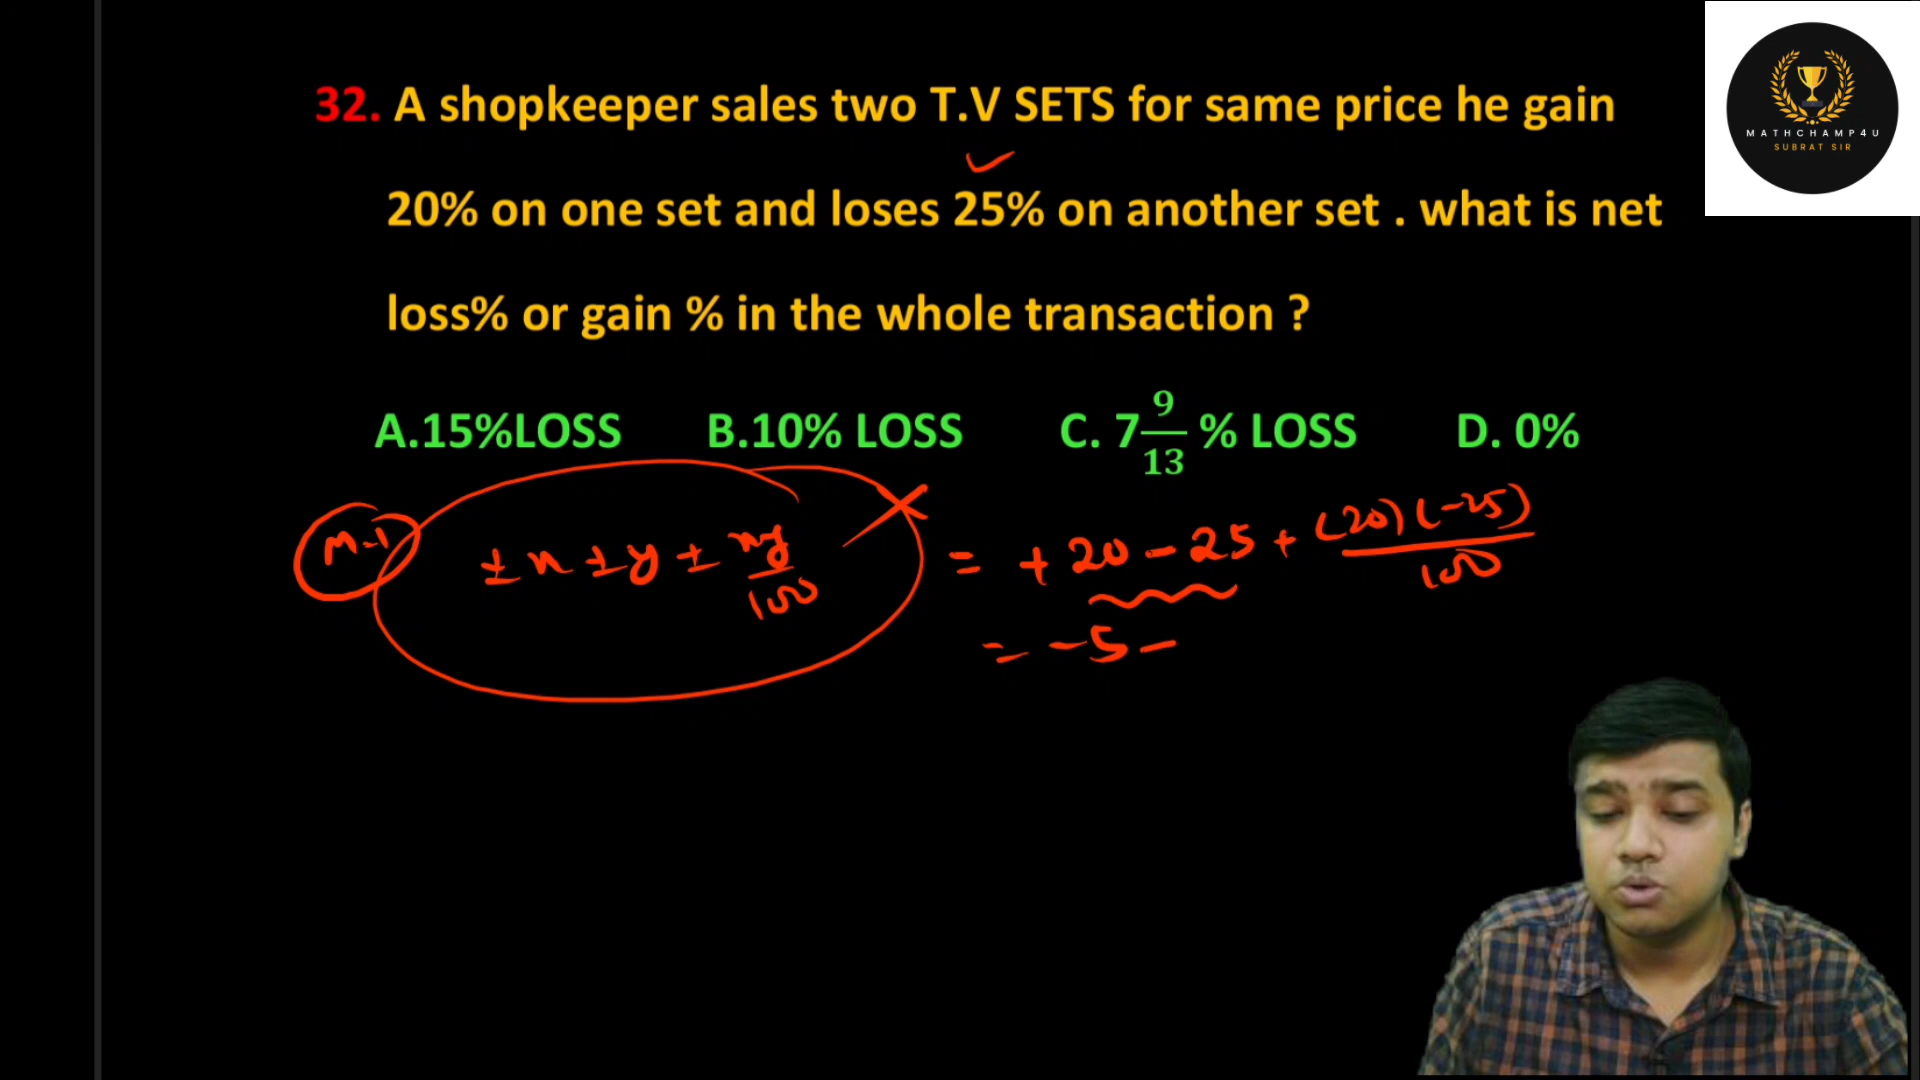 MATHCHAMP4U
SUBRAT SIR
32. A shopkeeper sales two T.V SETS for same price he gain
20% on one set and loses 25% on another set . what is net
loss% or gain % in the whole transaction ?
A.15%LOSS B.10% LOSS C. 7 9/13 % LOSS D. 0%
M-1 ± x ± y ± xy/100 = + 20 - 25 + (20)(-25)/100
= -5 -